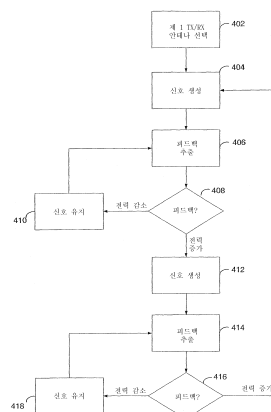 제 1 TX/RX
안테나 선택
402
신호 생성
404
피드백
추출
406
피드백?
408
전력 감소
신호 유지
410
전력
증가
신호 생성
412
피드백
추출
414
피드백?
416
전력 감소
전력 증가
신호 유지
418